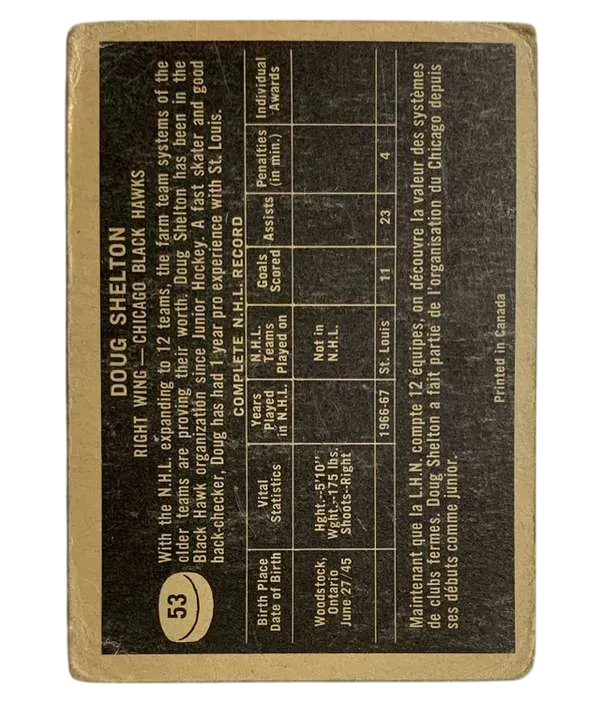 53
DOUG SHELTON
RIGHT WING — CHICAGO BLACK HAWKS
With the N.H.L. expanding to 12 teams, the farm team systems of the
older teams are proving their worth. Doug Shelton has been in the
Black Hawk organization since Junior Hockey. A fast skater and good
back-checker, Doug has had 1 year pro experience with St. Louis.
COMPLETE N.H.L. RECORD
Birth Place
Date of Birth
Vital
Statistics
Years
Played
in N.H.L.
N.H.L.
Teams
Played on
Goals
Scored
Assists
Penalties
(in min.)
Individual
Awards
Woodstock,
Ontario
June 27/45
Hght.--5'10"
Wght.--175 lbs.
Shoots--Right
Not in
N.H.L.
1966-67 St. Louis 11 23 4
Maintenant que la L.H.N. compte 12 équipes, on découvre la valeur des systèmes
de clubs fermes. Doug Shelton a fait partie de l'organisation du Chicago depuis
ses débuts comme junior.
Printed in Canada